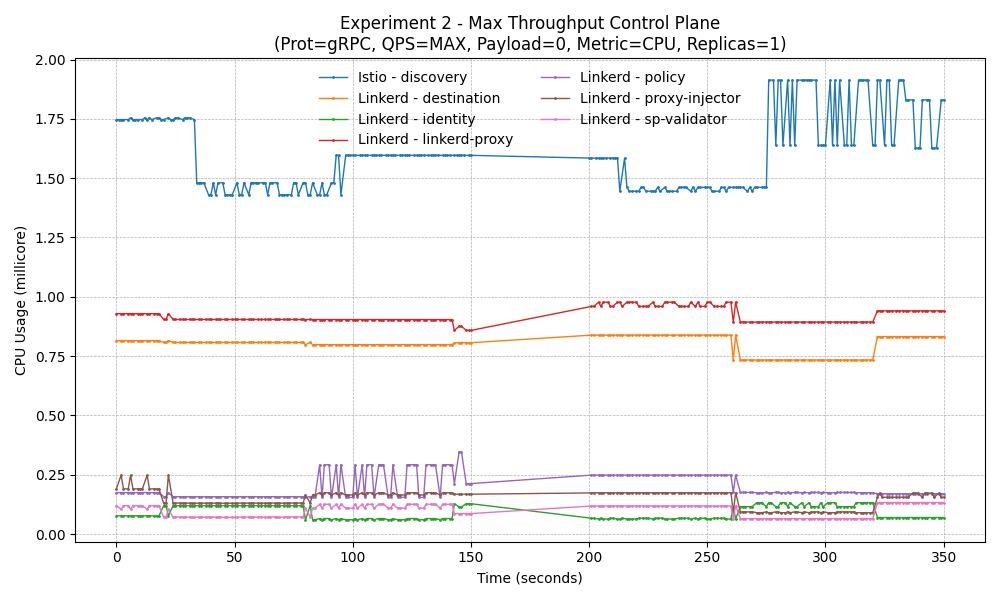 Experiment 2 - Max Throughput Control Plane
(Prot=gRPC, QPS=MAX, Payload=0, Metric=CPU, Replicas=1)
Istio - discovery
Linkerd - destination
Linkerd - identity
Linkerd - linkerd-proxy
Linkerd - policy
Linkerd - proxy-injector
Linkerd - sp-validator
CPU Usage (millicore)
2.00
1.75
1.50
1.25
1.00
0.75
0.50
0.25
0.00
0
50
100
150
200
250
300
350
Time (seconds)